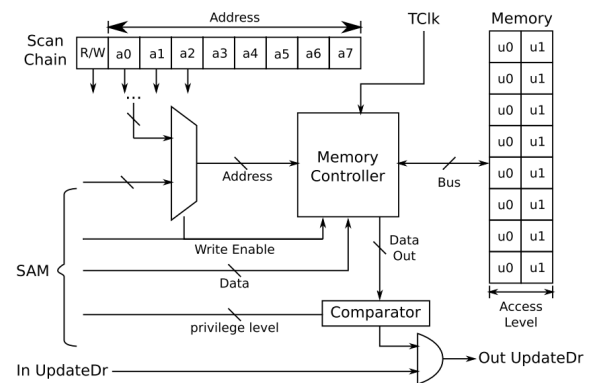 Address
TClk
Memory
Scan
Chain
R/W a0 a1 a2 a3 a4 a5 a6 a7
u0 u1
u0 u1
u0 u1
u0 u1
u0 u1
u0 u1
u0 u1
u0 u1
...
Memory
Controller
Address
Bus
Write Enable
Data
Out
SAM
Data
Access
Level
Comparator
privilege level
In UpdateDr
Out UpdateDr